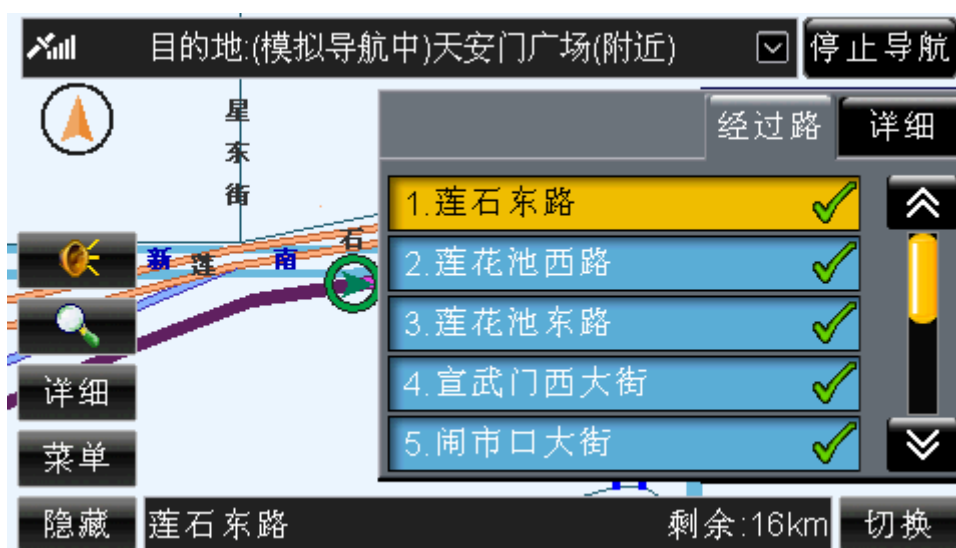 目的地:(模拟导航中)天安门广场(附近)
停止导航
星东街
经过路
详细
1.莲石东路
2.莲花池西路
3.莲花池东路
4.宣武门西大街
5.闹市口大街
新莲南石
详细
菜单
隐藏
莲石东路
剩余:16km
切换